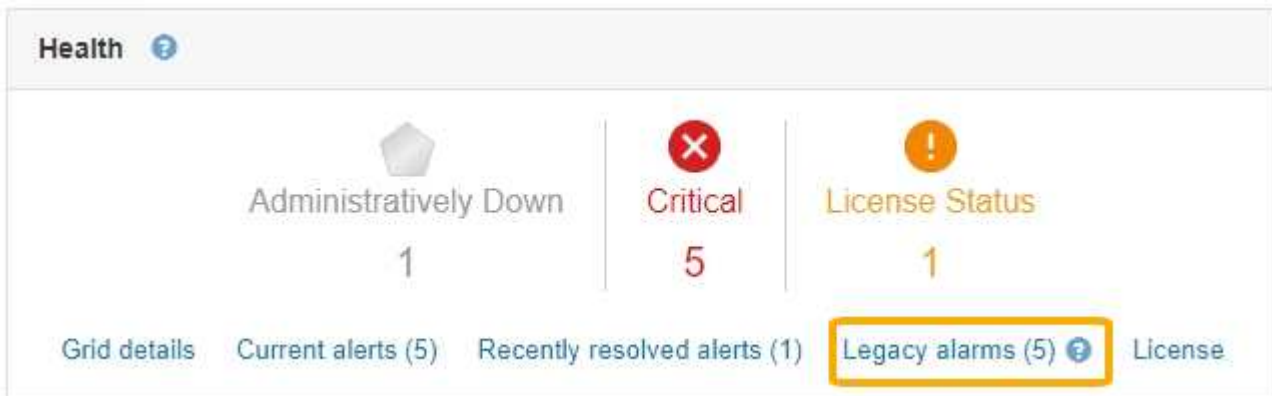 Health
Administratively Down Critical License Status
1 5 1
Grid details Current alerts (5) Recently resolved alerts (1) Legacy alarms (5) License